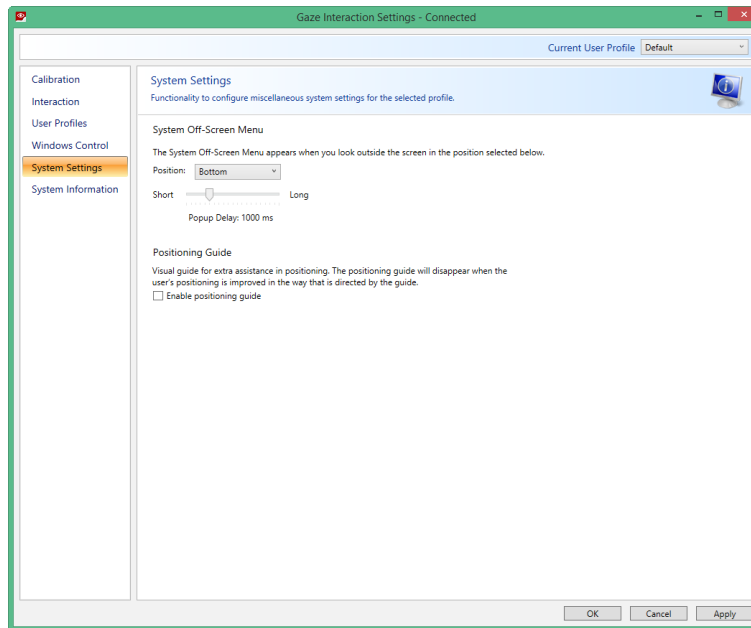 Gaze Interaction Settings - Connected
Current User Profile Default
Calibration
Interaction
User Profiles
Windows Control
System Settings
System Information
System Settings
Functionality to configure miscellaneous system settings for the selected profile.
System Off-Screen Menu
The System Off-Screen Menu appears when you look outside the screen in the position selected below.
Position: Bottom
Short Long
Popup Delay: 1000 ms
Positioning Guide
Visual guide for extra assistance in positioning. The positioning guide will disappear when the
user's positioning is improved in the way that is directed by the guide.
Enable positioning guide
OK Cancel Apply